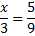 x/3 = 5/9